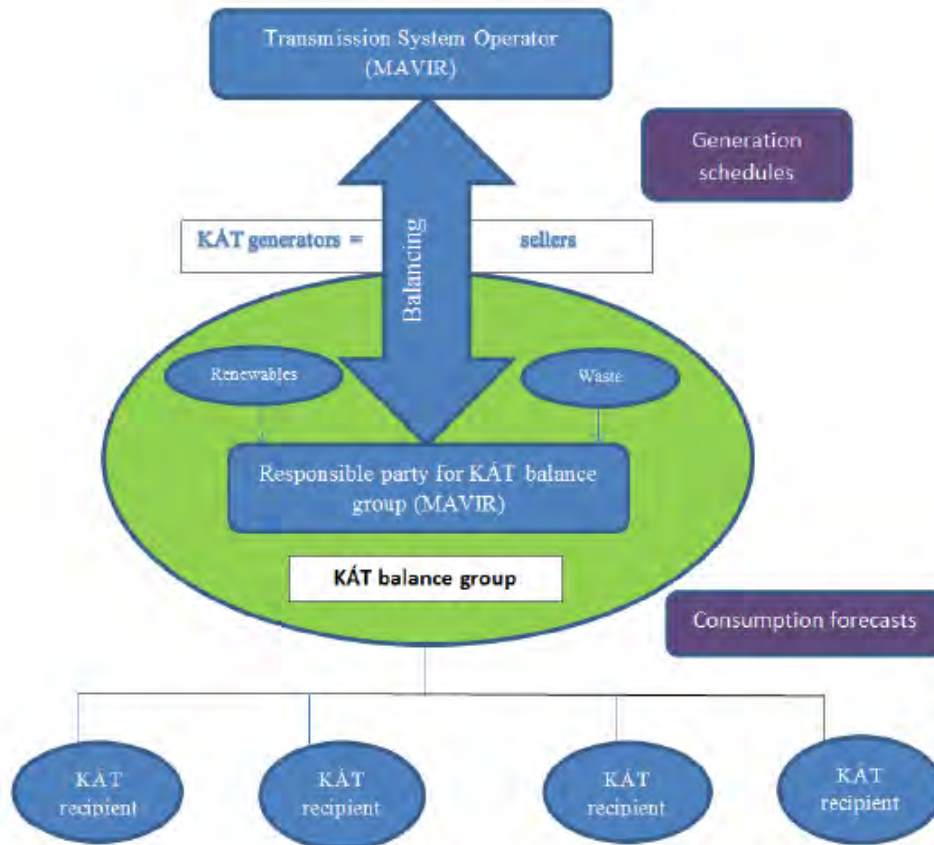 Transmission System Operator
(MAVIR)
Generation
schedules
KÁT generators =
sellers
Balancing
Renewables
Waste
Responsible party for KÁT balance
group (MAVIR)
KÁT balance group
Consumption forecasts
KÁT
recipient
KÁT
recipient
KÁT
recipient
KÁT
recipient